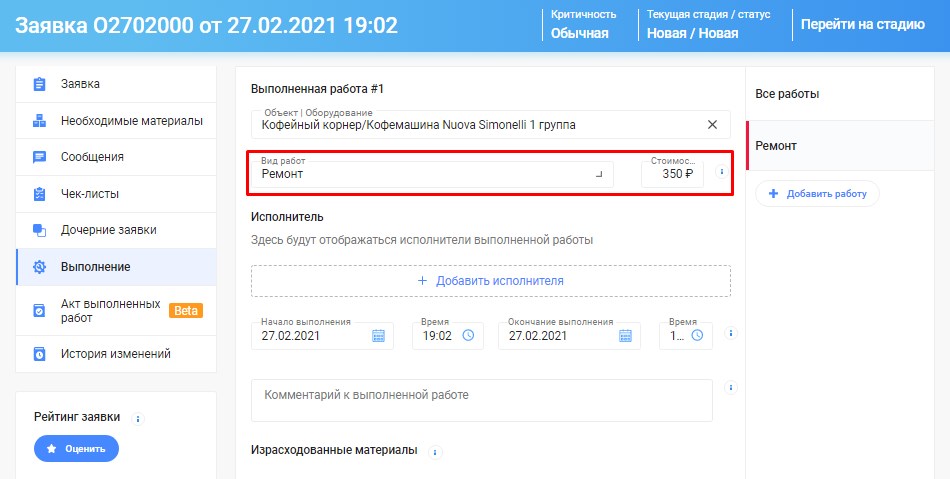 Заявка O2702000 от 27.02.2021 19:02
Критичность
Обычная
Текущая стадия / статус
Новая / Новая
Перейти на стадию
Заявка
Необходимые материалы
Сообщения
Чек-листы
Дочерние заявки
Выполнение
Акт выполненных
работ
Beta
История изменений
Рейтинг заявки
Оценить
Выполненная работа #1
Объект | Оборудование
Кофейный корнер/Кофемашина Nuova Simonelli 1 группа
Вид работ
Ремонт
Стоимос...
350 ₽
Исполнитель
Здесь будут отображаться исполнители выполненной работы
+ Добавить исполнителя
Начало выполнения
27.02.2021
Время
19:02
Окончание выполнения
27.02.2021
Время
1...
Комментарий к выполненной работе
Израсходованные материалы
Все работы
Ремонт
+ Добавить работу